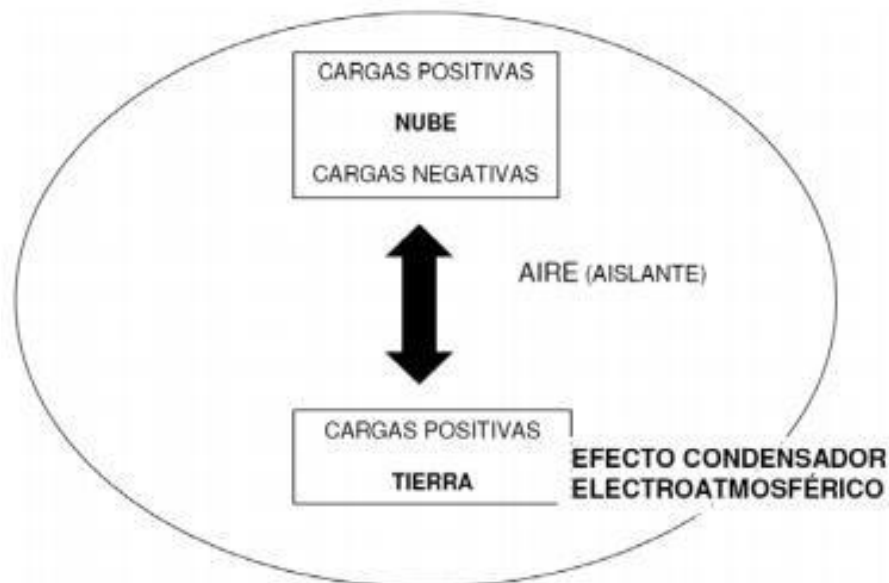 CARGAS POSITIVAS
NUBE
CARGAS NEGATIVAS
AIRE (AISLANTE)
CARGAS POSITIVAS
TIERRA
EFECTO CONDENSADOR
ELECTROATMOSFÉRICO